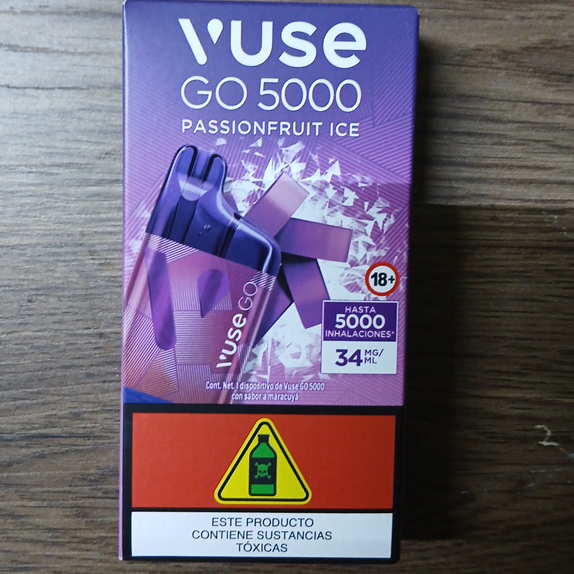 VUSE
GO 5000
PASSIONFRUIT ICE
VUSE GO
18+
HASTA
5000
INHALACIONES*
34 MG/ML
Cont. Net. 1 dispositivo de Vuse GO 5000
con sabor a maracuyá
ESTE PRODUCTO
CONTIENE SUSTANCIAS
TÓXICAS